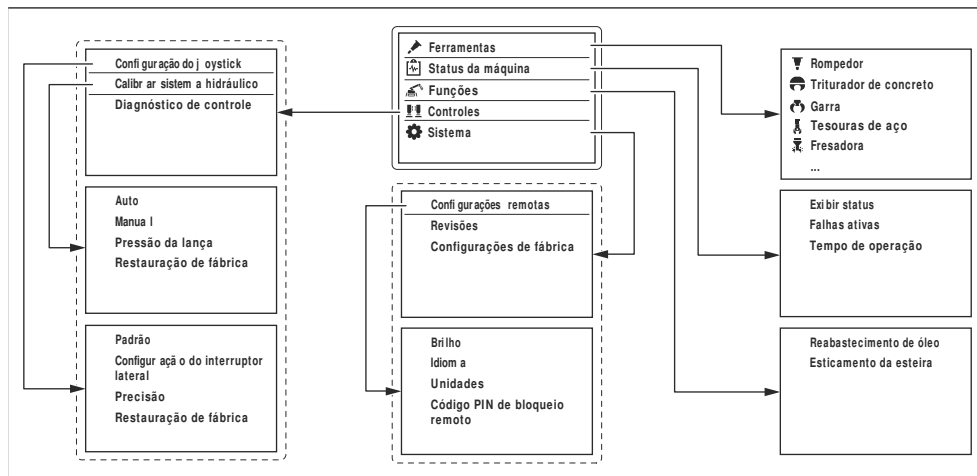 Configuração do joystick
Calibrar sistema hidráulico
Diagnóstico de controle
Auto
Manual
Pressão da lança
Restauração de fábrica
Padrão
Configuração do interruptor
lateral
Precisão
Restauração de fábrica
Ferramentas
Status da máquina
Funções
Controles
Sistema
Configurações remotas
Revisões
Configurações de fábrica
Brilho
Idioma
Unidades
Código PIN de bloqueio
remoto
Rompedor
Triturador de concreto
Garra
Tesouras de aço
Fresadora
...
Exibir status
Falhas ativas
Tempo de operação
Reabastecimento de óleo
Esticamento da esteira